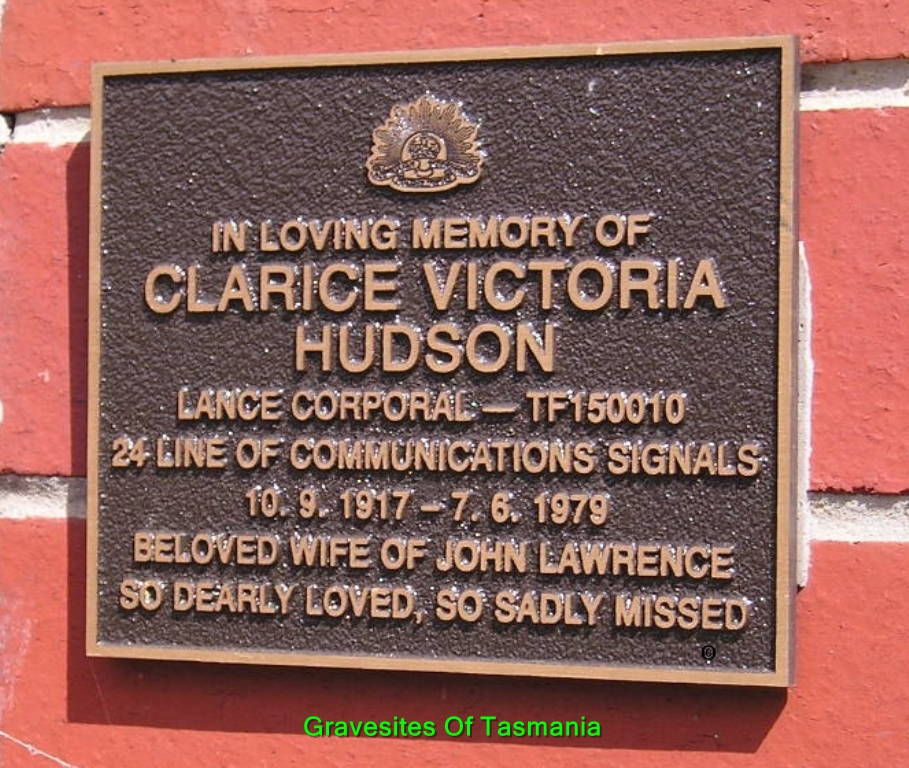 IN LOVING MEMORY OF
CLARICE VICTORIA
HUDSON
LANCE CORPORAL — TF150010
24 LINE OF COMMUNICATIONS SIGNALS
10. 9. 1917 – 7. 6. 1979
BELOVED WIFE OF JOHN LAWRENCE
SO DEARLY LOVED, SO SADLY MISSED
Gravesites Of Tasmania